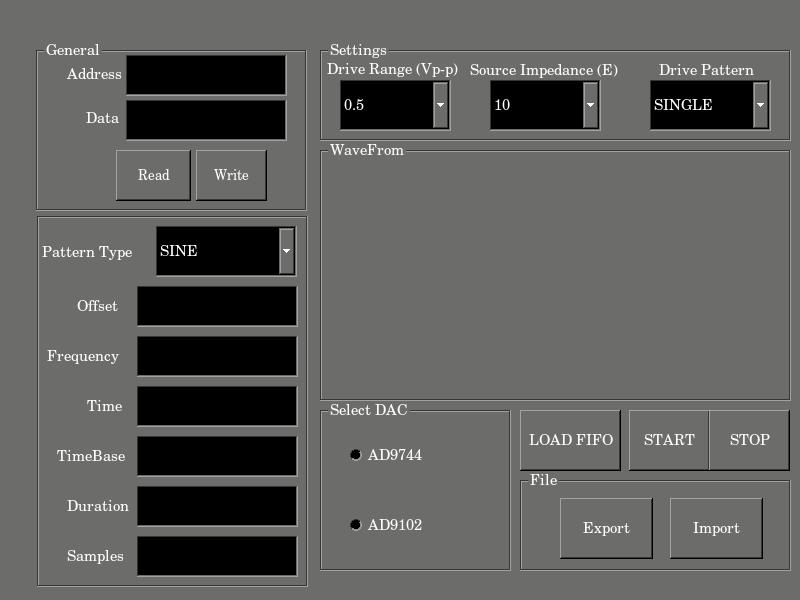 General
Address
Data
Read Write
Pattern Type SINE
Offset
Frequency
Time
TimeBase
Duration
Samples
Settings
Drive Range (Vp-p) Source Impedance (E) Drive Pattern
0.5 10 SINGLE
WaveFrom
Select DAC
AD9744
AD9102
LOAD FIFO START STOP
File
Export Import